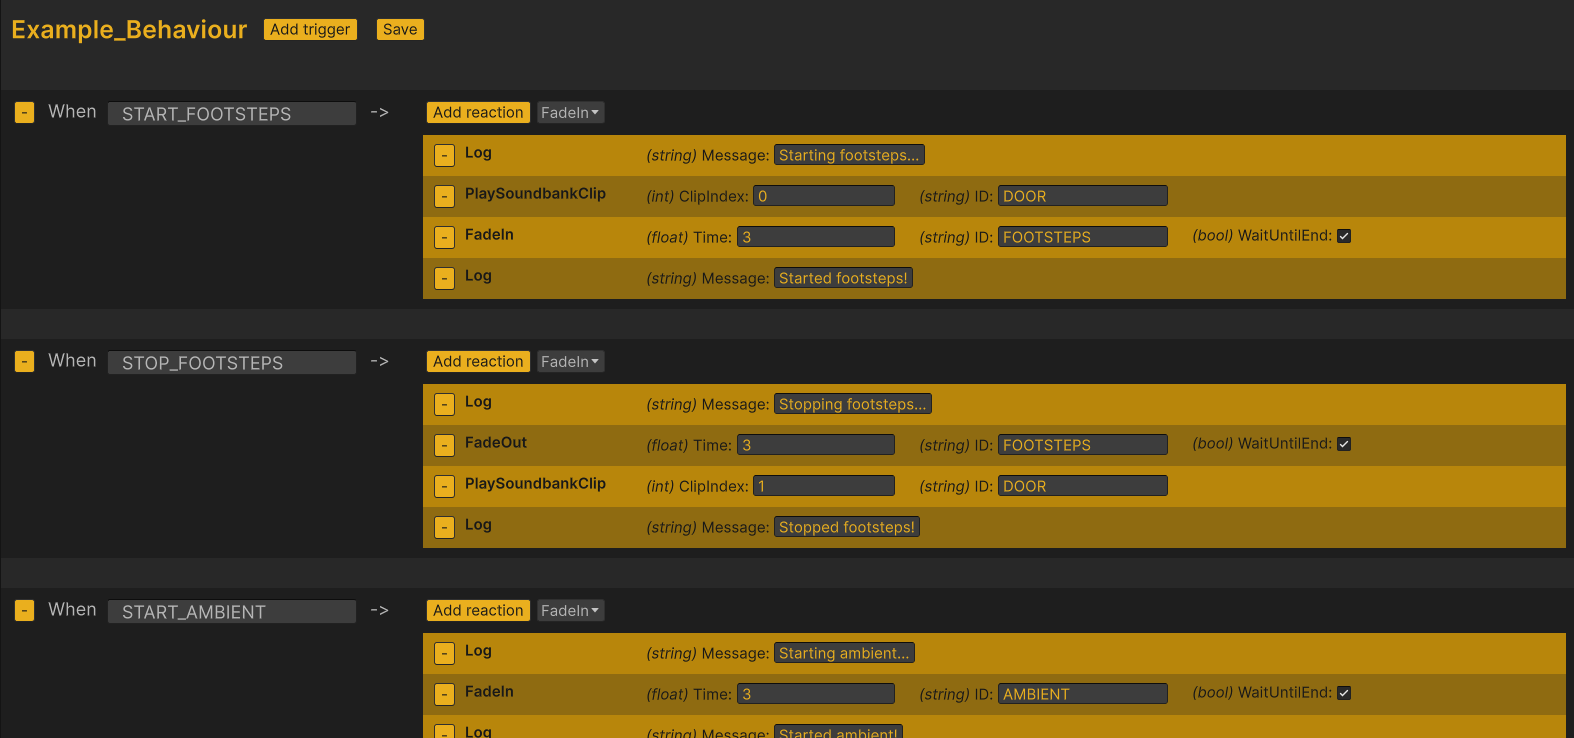 Example_Behaviour Add trigger Save
- When START_FOOTSTEPS -> Add reaction FadeIn
- Log (string) Message: Starting footsteps...
- PlaySoundbankClip (int) ClipIndex: 0 (string) ID: DOOR
- FadeIn (float) Time: 3 (string) ID: FOOTSTEPS (bool) WaitUntilEnd:
- Log (string) Message: Started footsteps!
- When STOP_FOOTSTEPS -> Add reaction FadeIn
- Log (string) Message: Stopping footsteps...
- FadeOut (float) Time: 3 (string) ID: FOOTSTEPS (bool) WaitUntilEnd:
- PlaySoundbankClip (int) ClipIndex: 1 (string) ID: DOOR
- Log (string) Message: Stopped footsteps!
- When START_AMBIENT -> Add reaction FadeIn
- Log (string) Message: Starting ambient...
- FadeIn (float) Time: 3 (string) ID: AMBIENT (bool) WaitUntilEnd:
- Log (string) Message: Started ambient!